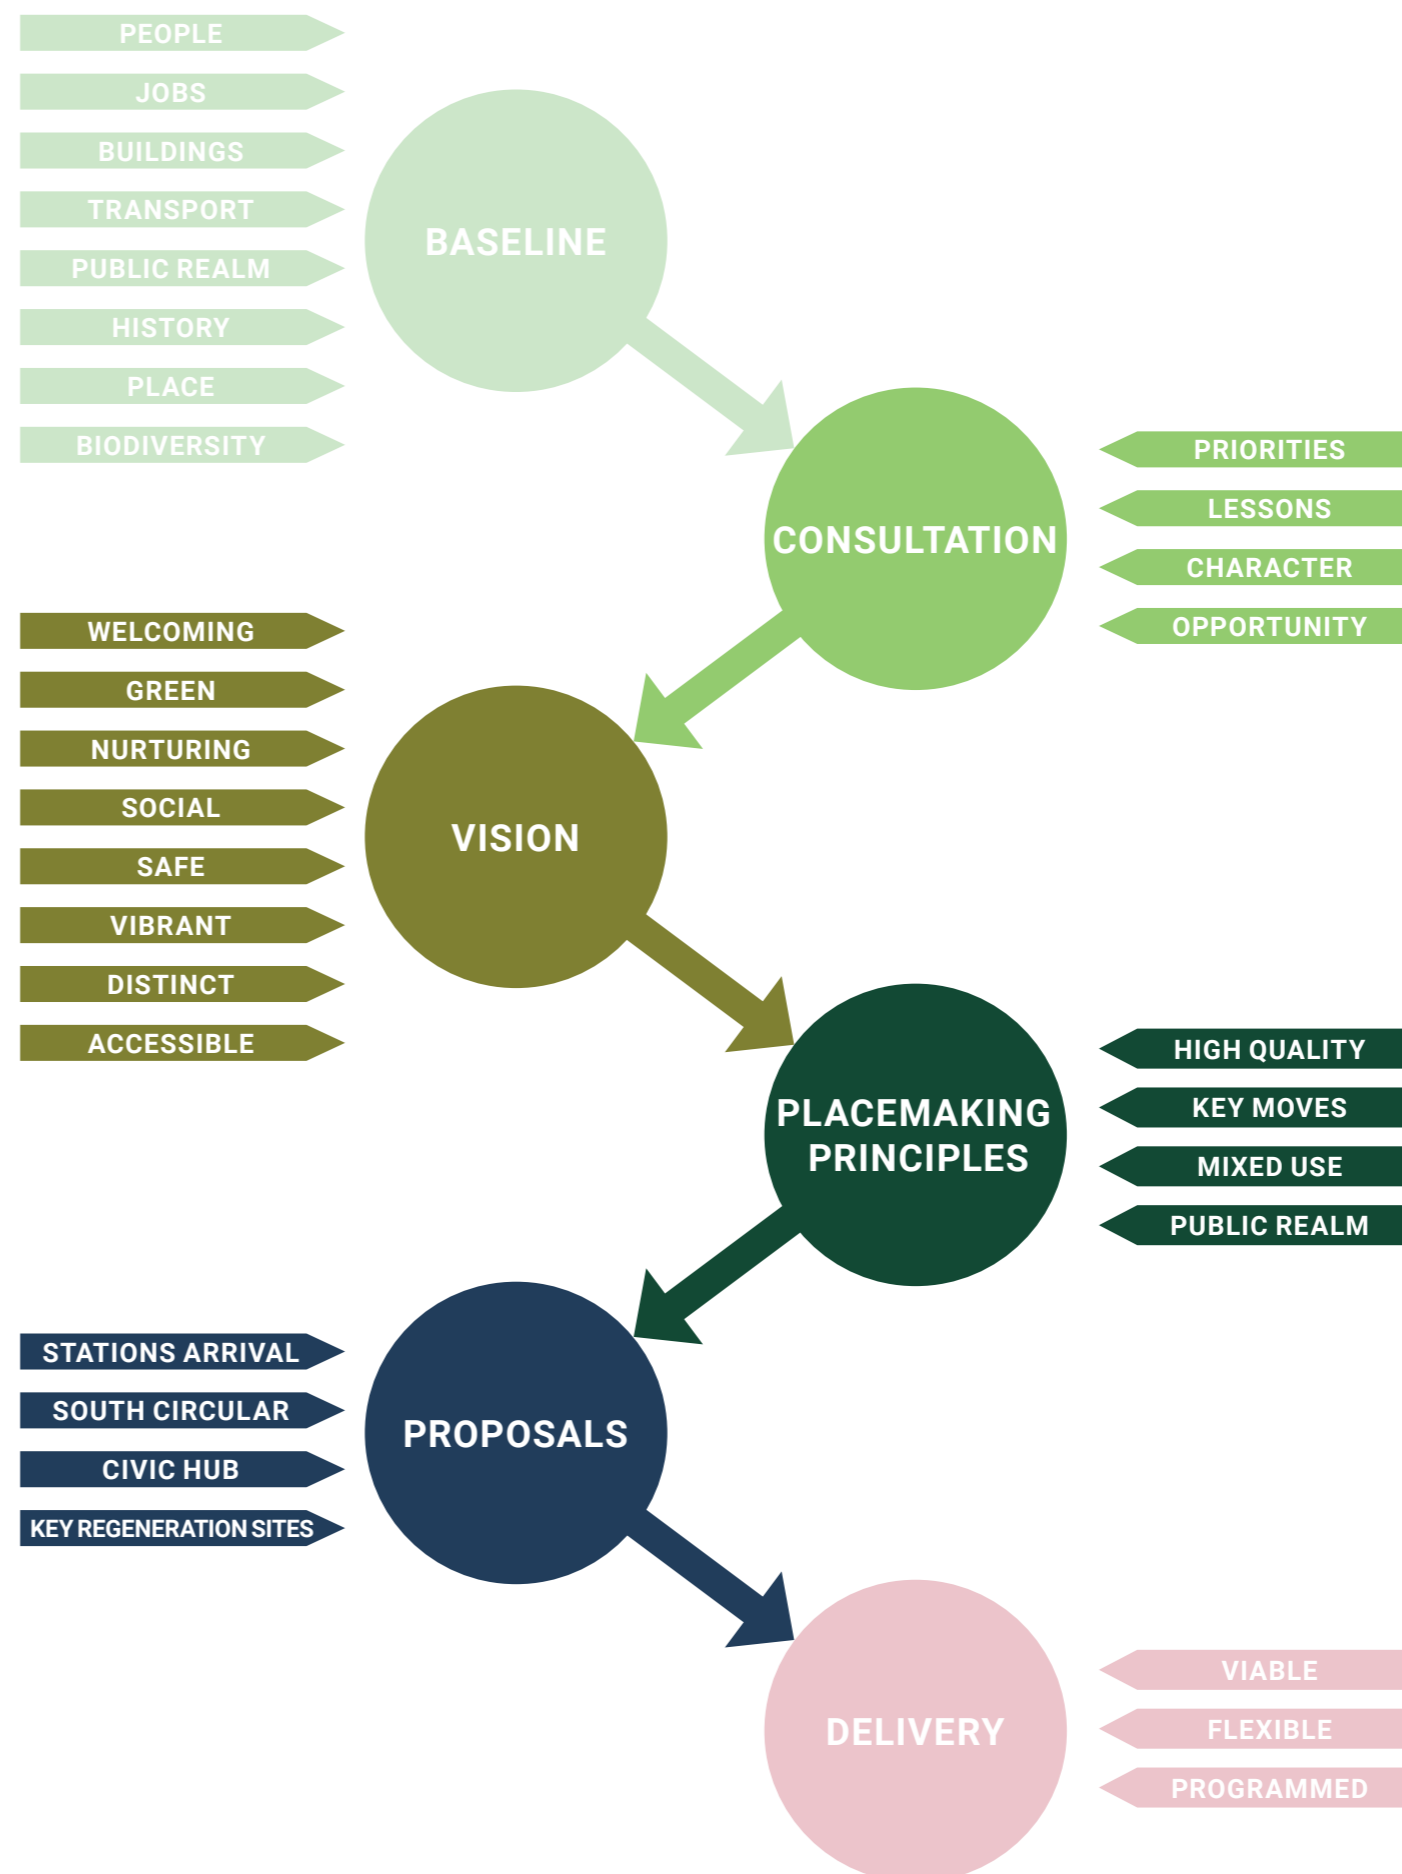 PEOPLE
JOBS
BUILDINGS
TRANSPORT
PUBLIC REALM
HISTORY
PLACE
BIODIVERSITY
BASELINE
CONSULTATION
PRIORITIES
LESSONS
CHARACTER
OPPORTUNITY
WELCOMING
GREEN
NURTURING
SOCIAL
SAFE
VIBRANT
DISTINCT
ACCESSIBLE
VISION
PLACEMAKING
PRINCIPLES
HIGH QUALITY
KEY MOVES
MIXED USE
PUBLIC REALM
STATIONS ARRIVAL
SOUTH CIRCULAR
CIVIC HUB
KEY REGENERATION SITES
PROPOSALS
DELIVERY
VIABLE
FLEXIBLE
PROGRAMMED